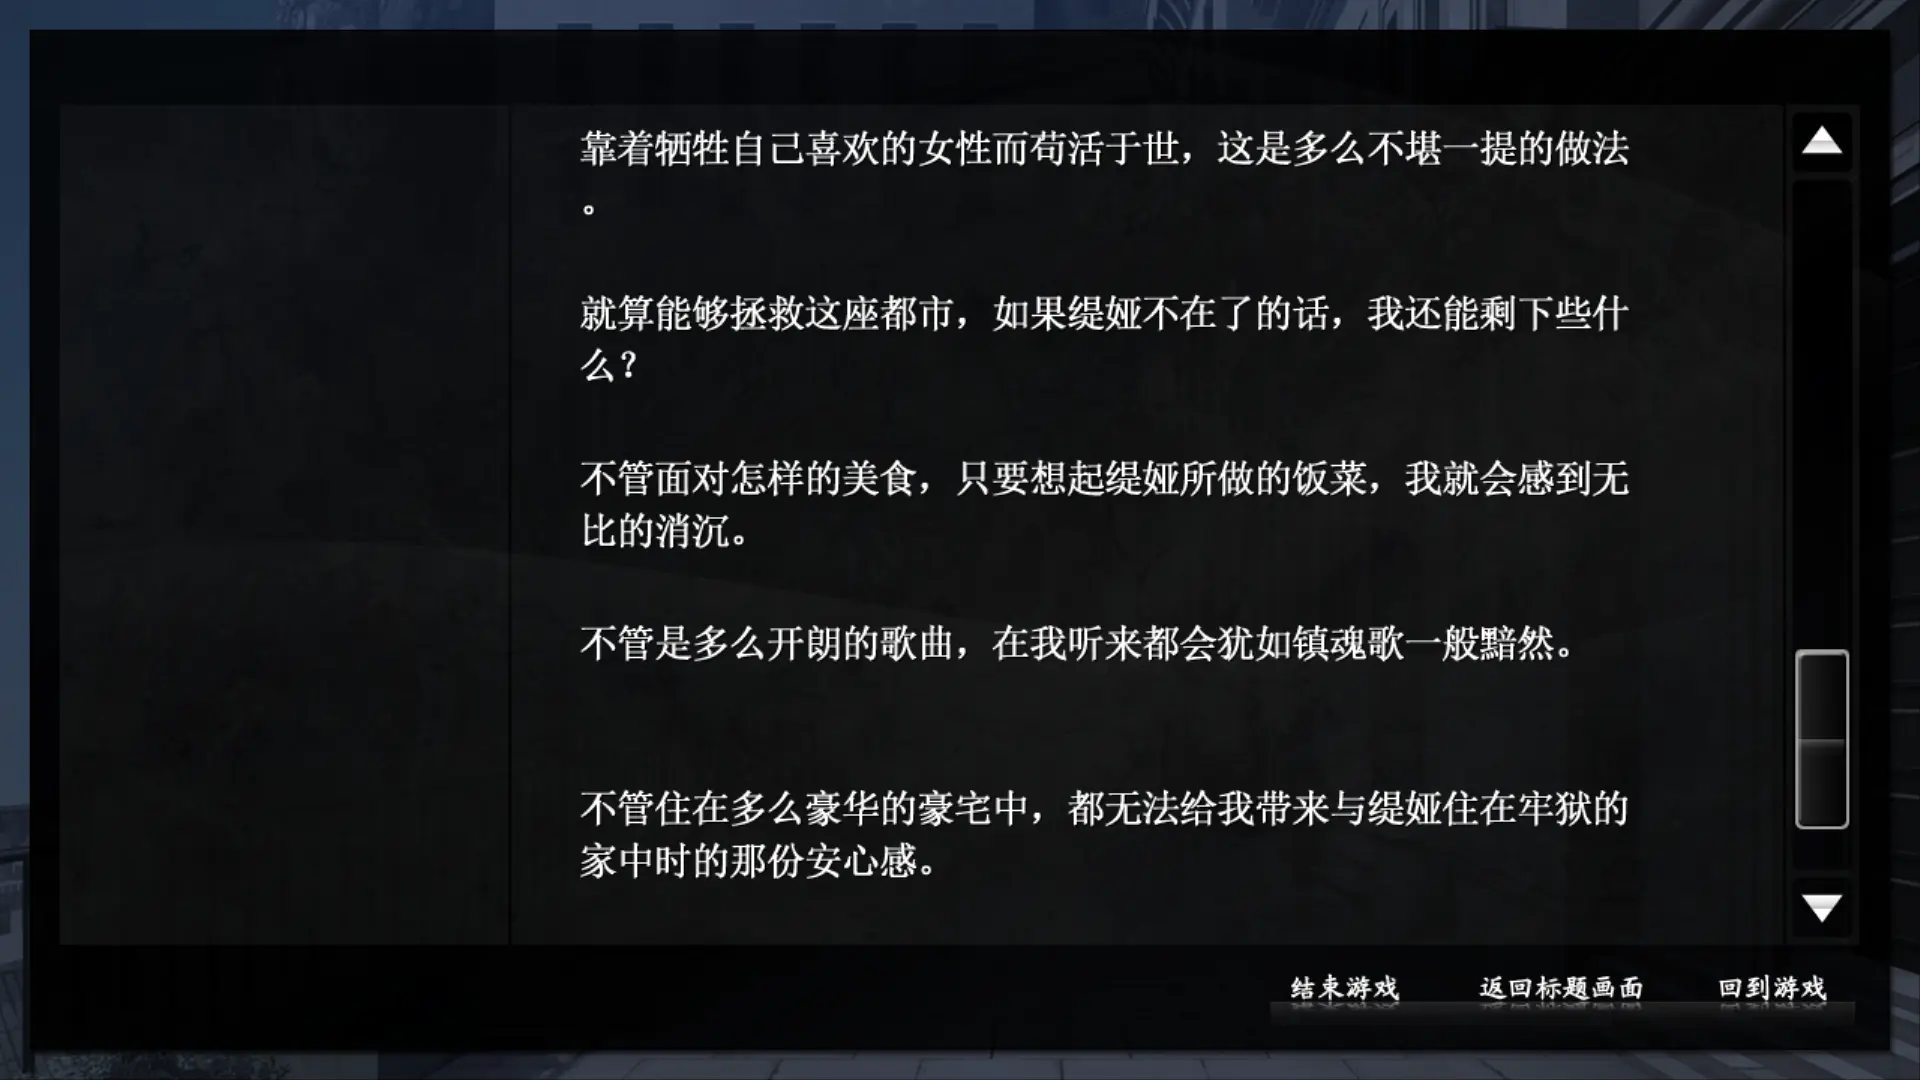 靠着牺牲自己喜欢的女性而苟活于世，这是多么不堪一提的做法
。
就算能够拯救这座都市，如果缇娅不在了的话，我还能剩下些什
么？
不管面对怎样的美食，只要想起缇娅所做的饭菜，我就会感到无
比的消沉。
不管是多么开朗的歌曲，在我听来都会犹如镇魂歌一般黯然。
不管住在多么豪华的豪宅中，都无法给我带来与缇娅住在牢狱的
家中时的那份安心感。
结束游戏 返回标题画面 回到游戏